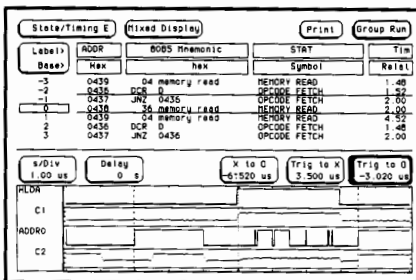 State/Timing E Mixed Display Print Group Run
Label> ADDR 8085 Mnemonic STAT Tim
Base> Hex hex Symbol Relat
-3 0439 04 memory read MEMORY READ 1.48
-2 0436 DCR D OPCODE FETCH 1.52
-1 0437 JNZ 0436 OPCODE FETCH 2.00
0 0438 36 memory read MEMORY READ 2.00
1 0439 04 memory read MEMORY READ 4.52
2 0436 DCR D OPCODE FETCH 1.48
3 0437 JNZ 0436 OPCODE FETCH 2.00
s/Div Delay X to O Trig to X Trig to O
1.00 us 0 s -6.520 us 3.500 us -3.020 us
HLDA
C1
ADDR0
C2